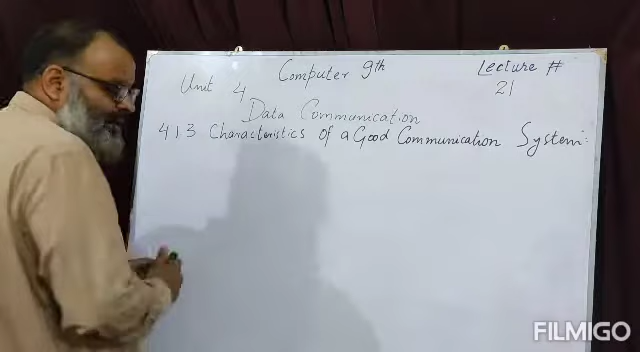 Computer 9th
Lecture #
Unit 4
21
Data Communication
4 1 3 Characteristics of a Good Communication System:
FILMIGO